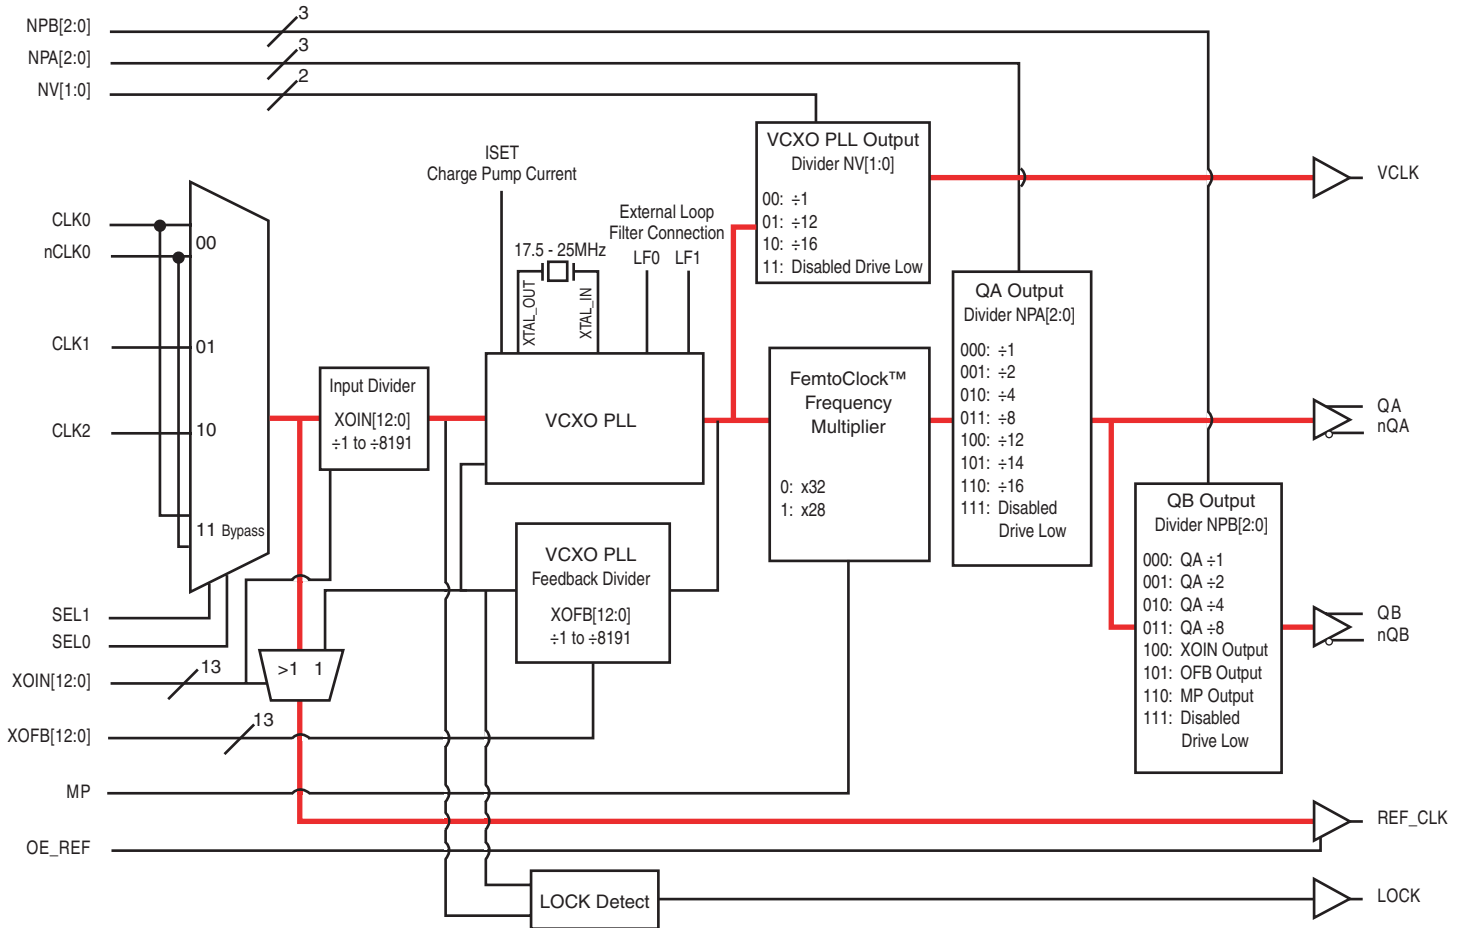 NPB[2:0]
3
NPA[2:0]
3
NV[1:0]
2
VCXO PLL Output
Divider NV[1:0]
00: ÷1
01: ÷12
10: ÷16
11: Disabled Drive Low
VCLK
ISET
Charge Pump Current
External Loop
Filter Connection
LF0 LF1
17.5 - 25MHz
XTAL_OUT
XTAL_IN
CLK0
nCLK0
CLK1
CLK2
00
01
10
11 Bypass
Input Divider
XOIN[12:0]
÷1 to ÷8191
VCXO PLL
FemtoClock™
Frequency
Multiplier
0: x32
1: x28
QA Output
Divider NPA[2:0]
000: ÷1
001: ÷2
010: ÷4
011: ÷8
100: ÷12
101: ÷14
110: ÷16
111: Disabled
Drive Low
QA
nQA
VCXO PLL
Feedback Divider
XOFB[12:0]
÷1 to ÷8191
QB Output
Divider NPB[2:0]
000: QA ÷1
001: QA ÷2
010: QA ÷4
011: QA ÷8
100: XOIN Output
101: OFB Output
110: MP Output
111: Disabled
Drive Low
QB
nQB
SEL1
SEL0
>1 1
XOIN[12:0]
13
XOFB[12:0]
13
MP
OE_REF
REF_CLK
LOCK Detect
LOCK